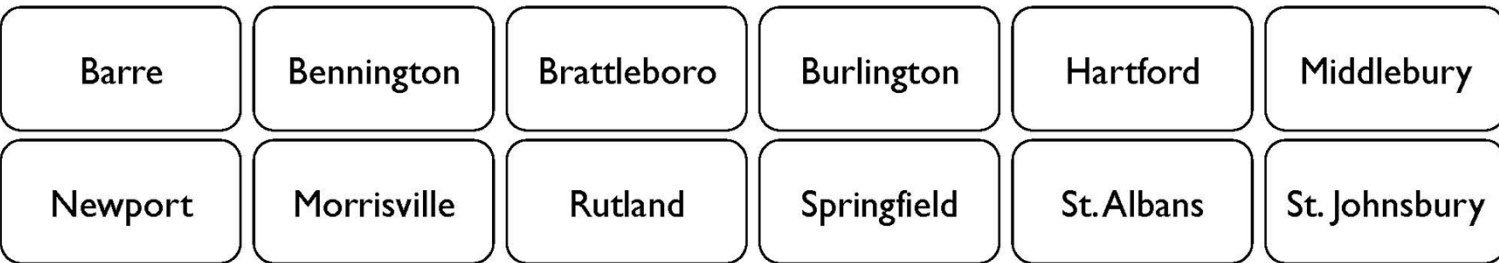 Barre Bennington Brattleboro Burlington Hartford Middlebury
Newport Morrisville Rutland Springfield St. Albans St. Johnsbury